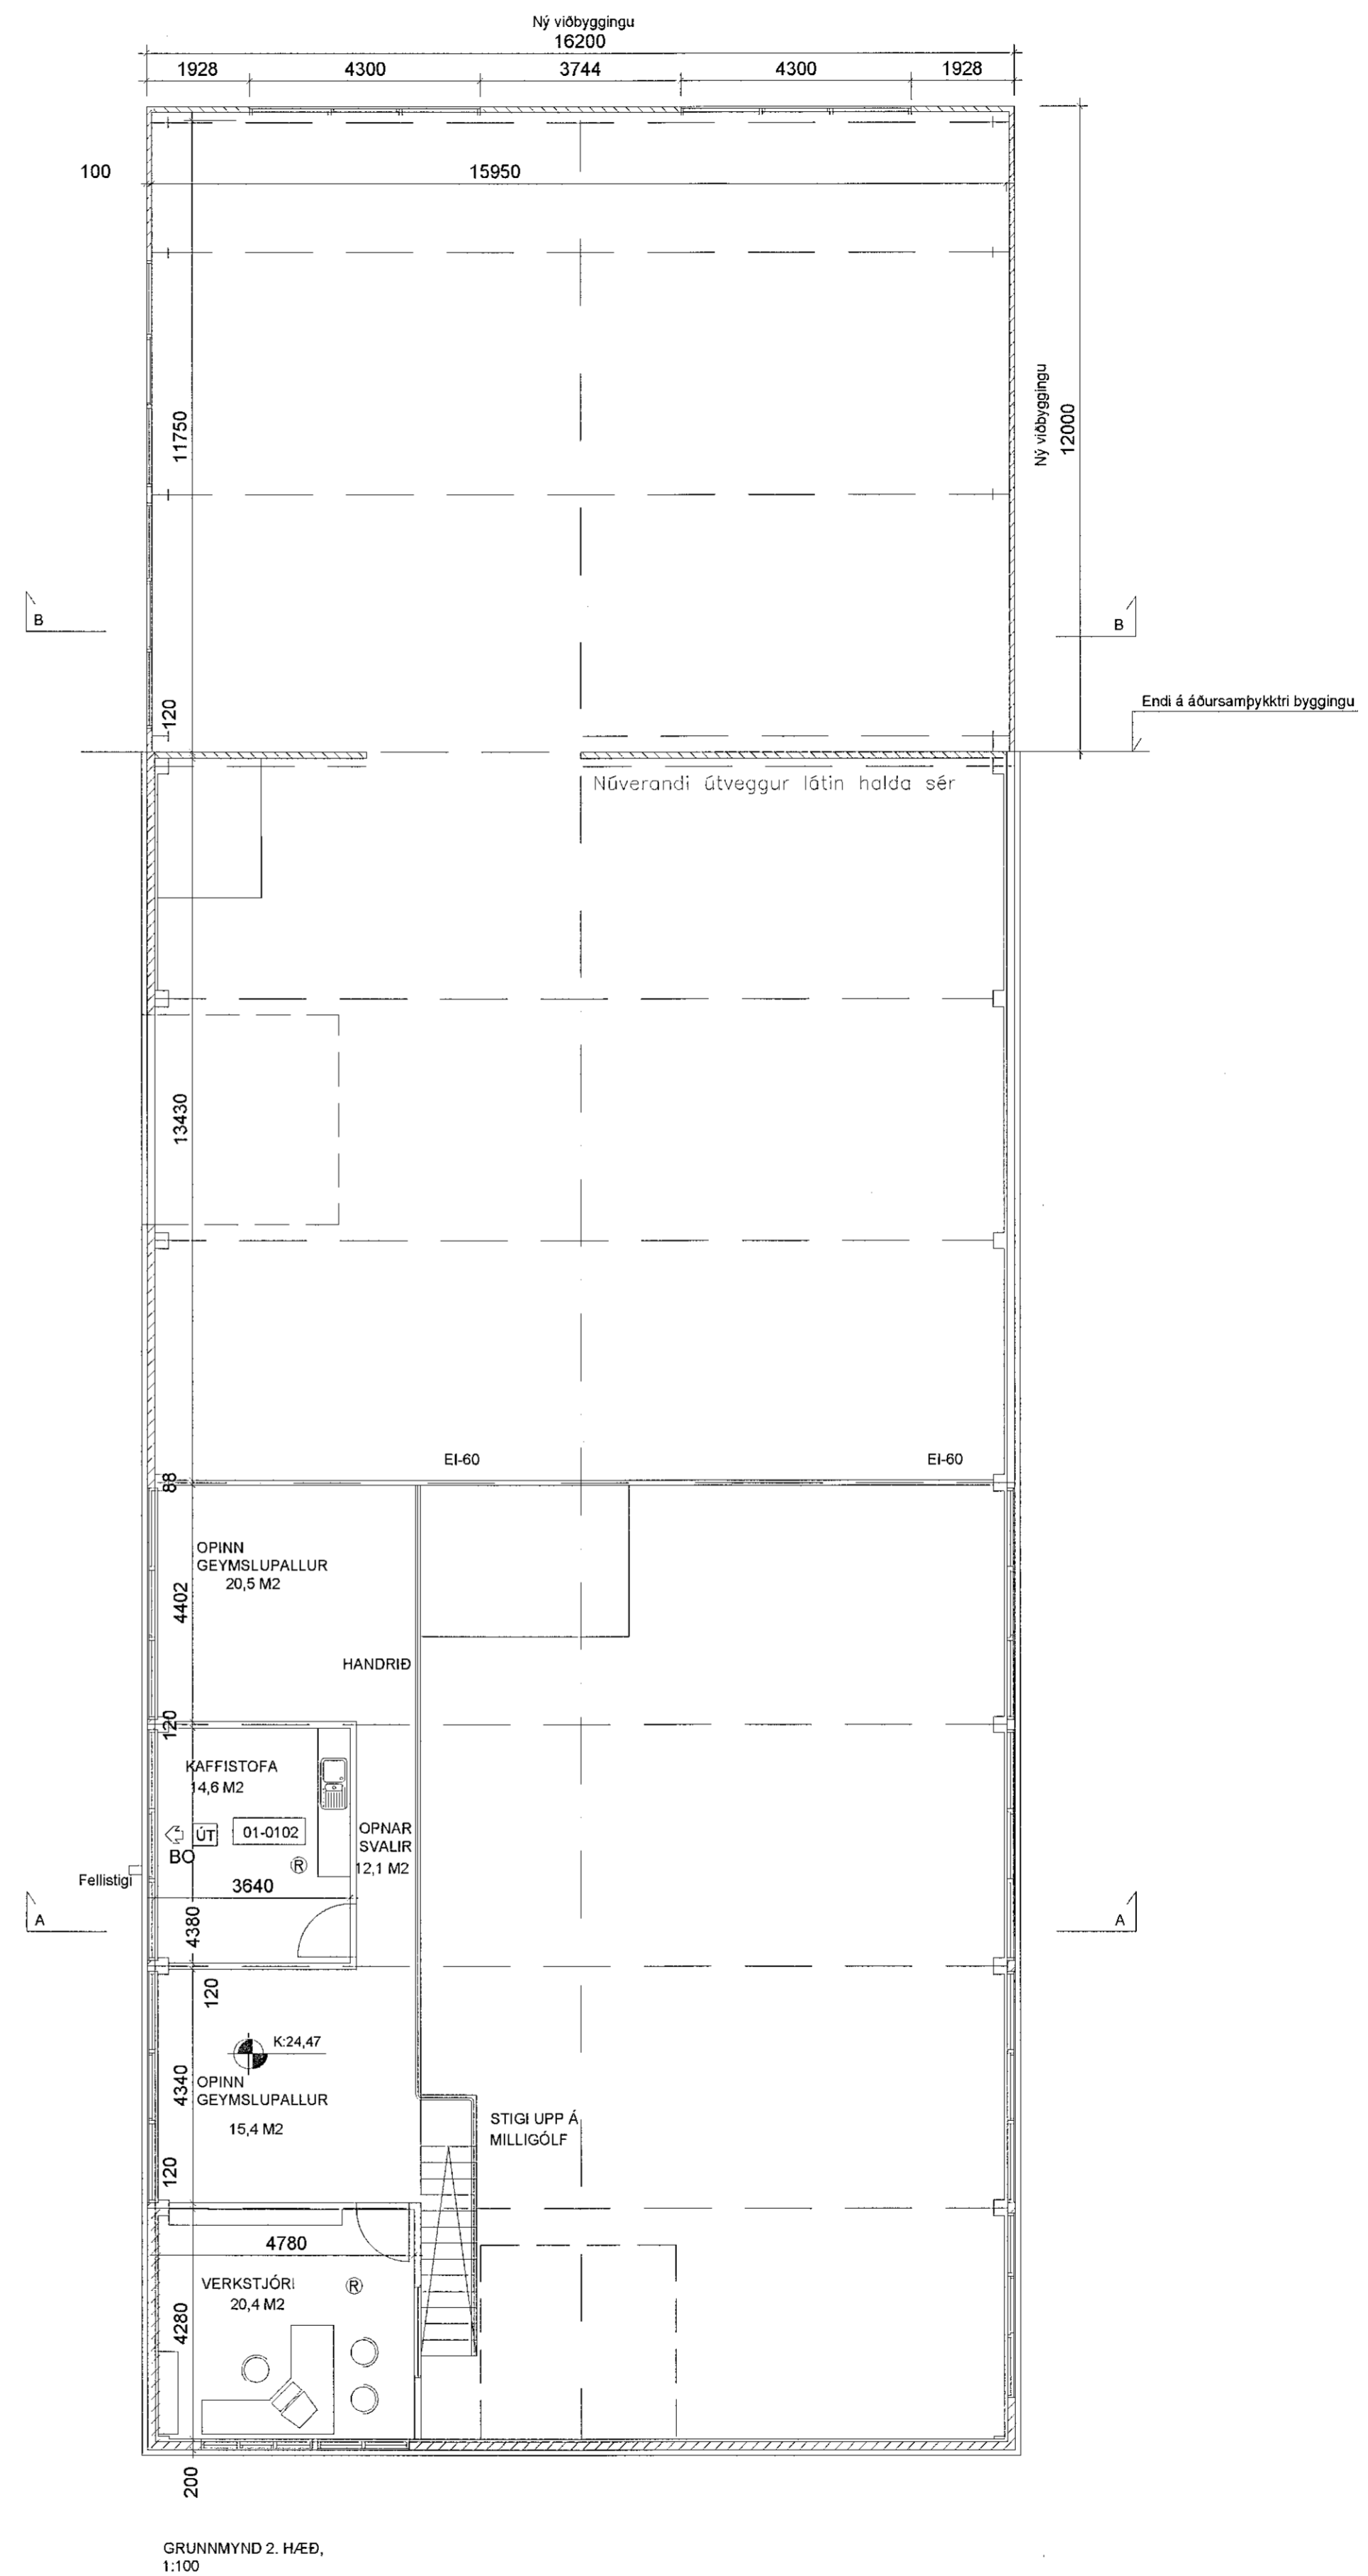 Ný viðbyggingu
16200
1928 4300 3744 4300 1928
100
15950
11750
Ný viðbyggingu
12000
B
B
120
Endi á áðursamþykktri byggingu
Núverandi útveggur látin halda sér
13430
EI-60
EI-60
88
OPINN
GEYMSLUPALLUR
20,5 M2
4402
HANDRIÐ
120
KAFFISTOFA
14,6 M2
ÚT
01-0102
BO
R
OPNAR
SVALIR
12,1 M2
Fellistigi
3640
A
A
4380
120
K:24,47
4340
OPINN
GEYMSLUPALLUR
15,4 M2
STIGI UPP Á
MILLIGÓLF
120
4780
VERKSTJÓRI
20,4 M2
R
4280
200
GRUNNMYND 2. HÆÐ,
1:100